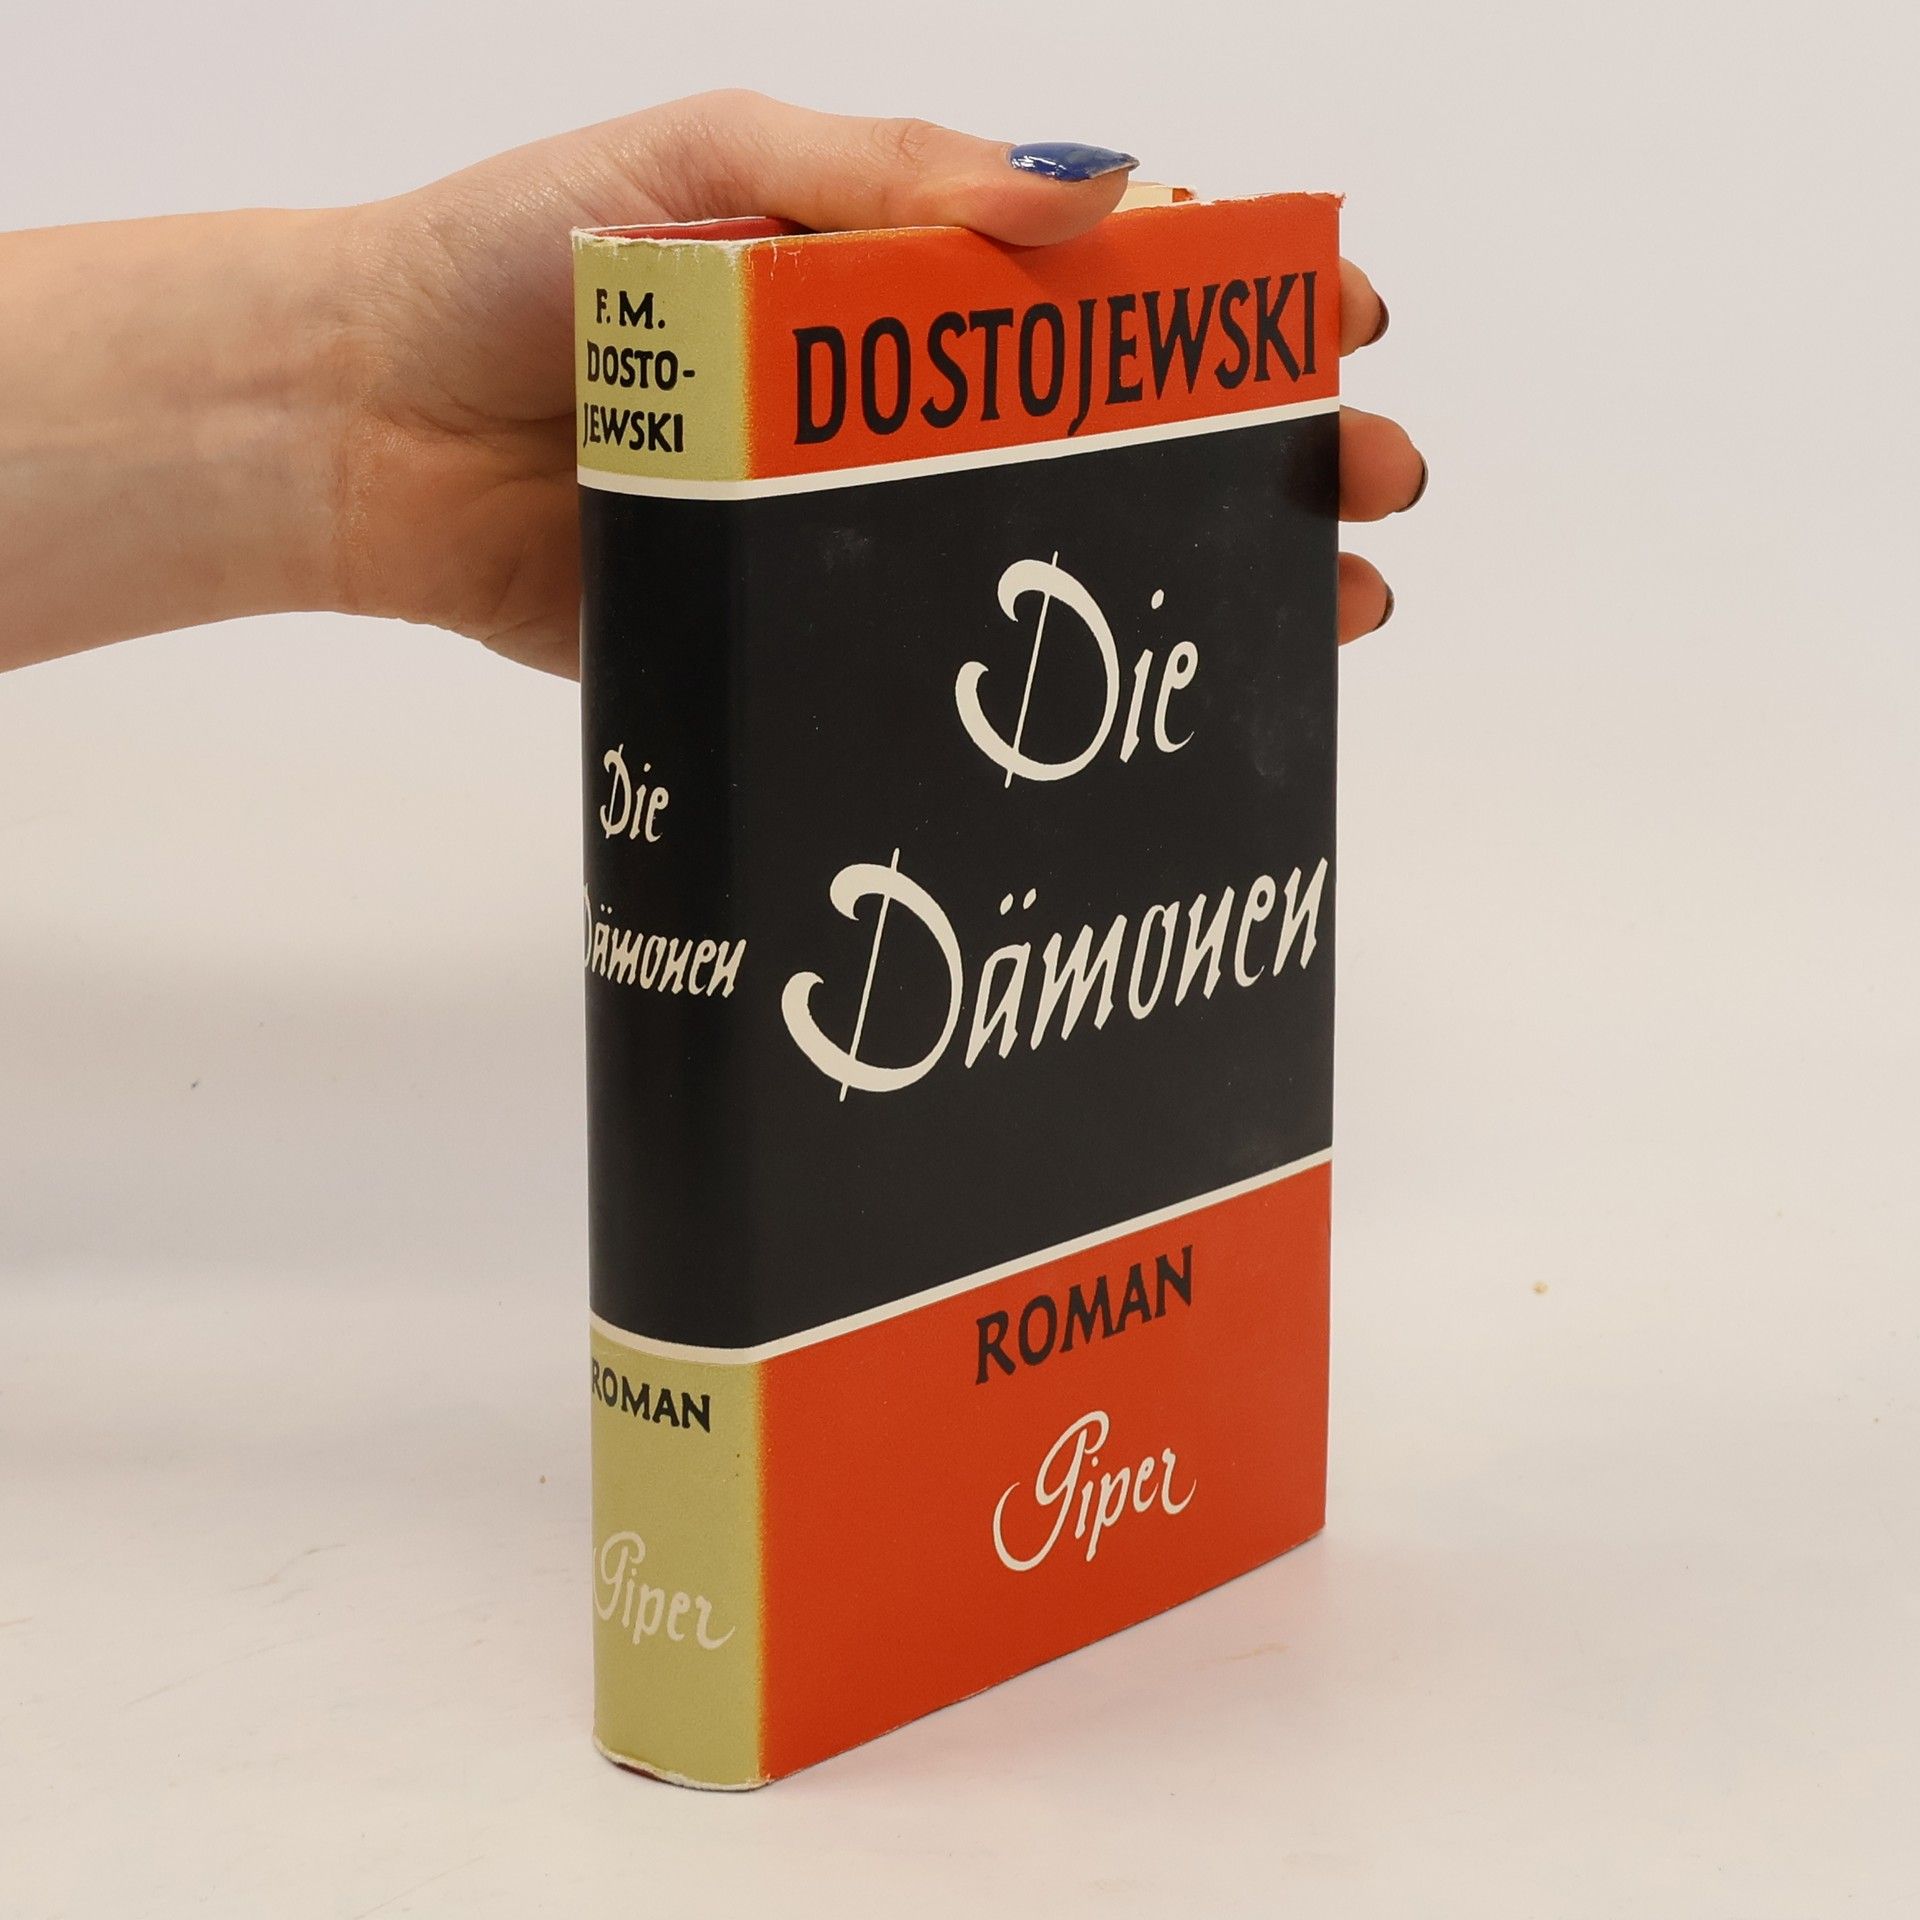 F. M.
DOSTO-
JEWSKI
Die
Dämonen
ROMAN
Piper
DOSTOJEWSKI
Die
Dämonen
ROMAN
Piper